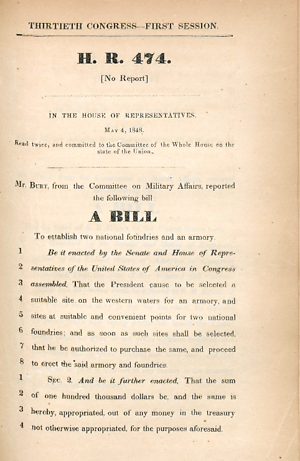 THIRTIETH CONGRESS—FIRST SESSION.
H. R. 474.
[No Report]
IN THE HOUSE OF REPRESENTATIVES.
MAY 4, 1848.
Read twice, and committed to the Committee of the Whole House on the
state of the Union.
Mr. BURT, from the Committee on Military Affairs, reported
the following bill
A BILL
To establish two national foundries and an armory.
1 Be it enacted by the Senate and House of Repre-
2 sentatives of the United States of America in Congress
3 assembled, That the President cause to be selected a
4 suitable site on the western waters for an armory, and
5 sites at suitable and convenient points for two national
6 foundries; and as soon as such sites shall be selected,
7 that he be authorized to purchase the same, and proceed
8 to erect the said armory and foundries
1 SEC. 2. And be it further enacted, That the sum
2 of one hundred thousand dollars be, and the same is
3 hereby, appropriated, out of any money in the treasury
4 not otherwise appropriated, for the purposes aforesaid.